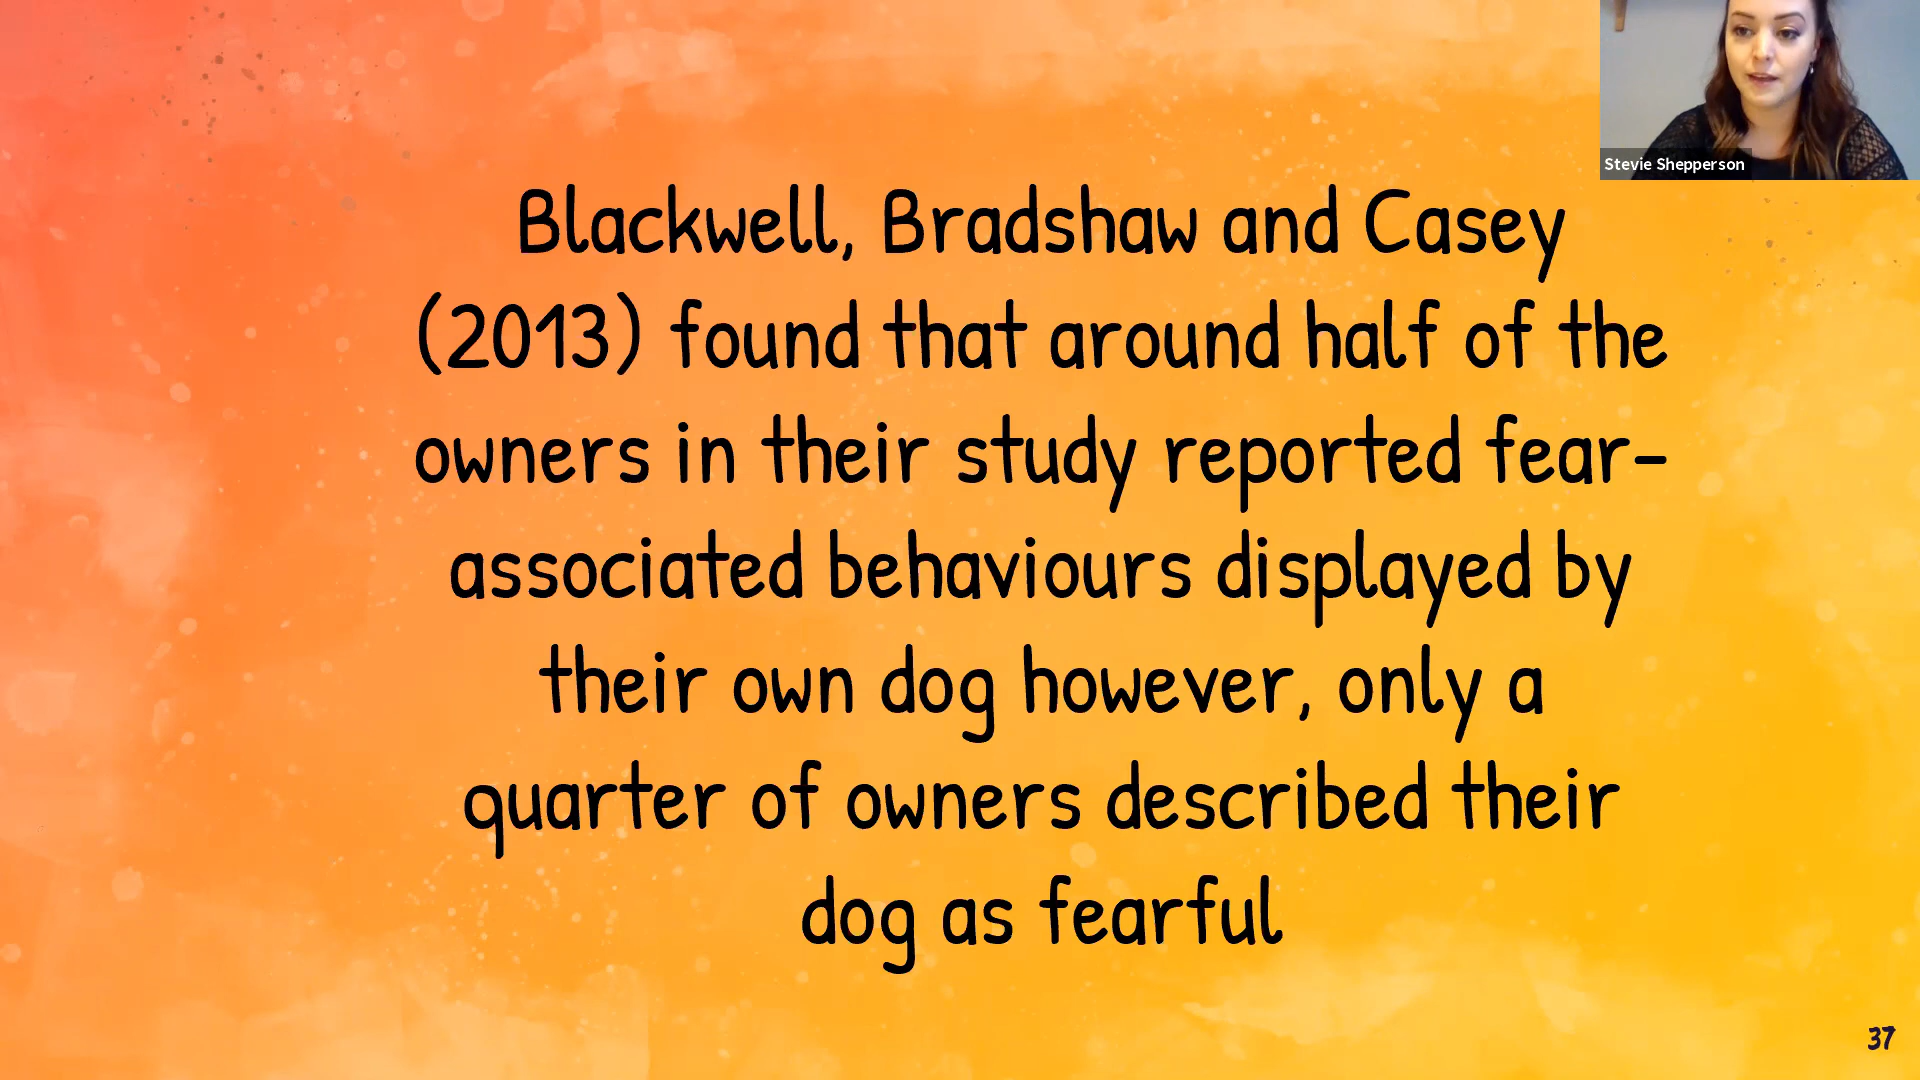 Stevie Shepperson
Blackwell, Bradshaw and Casey
(2013) found that around half of the
owners in their study reported fear-
associated behaviours displayed by
their own dog however, only a
quarter of owners described their
dog as fearful
37